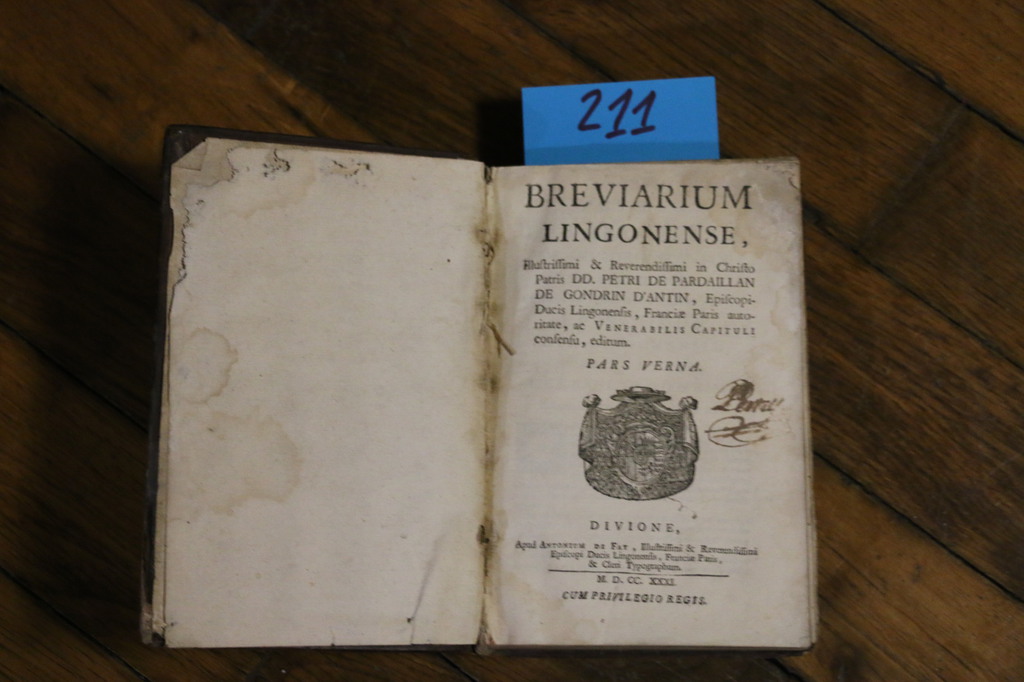 211
BREVIARIUM
LINGONENSE,
Illustrissimi & Reverendissimi in Christo
Patris DD. PETRI DE PARDAILLAN
DE GONDRIN D'ANTIN, Episcopi-
Ducis Lingonensis, Franciæ Paris auto-
ritate, ac VENERABILIS CAPITULI
consensu, editum.
PARS VERNA.
DIVIONE,
Apud ANTONIUM DE FAY, Illustrissimi & Reverendissimi
Episcopi Ducis Lingonensis, Franciæ Paris,
& Cleri Typographum.
M. D. CC. XXXI.
CUM PRIVILEGIO REGIS.